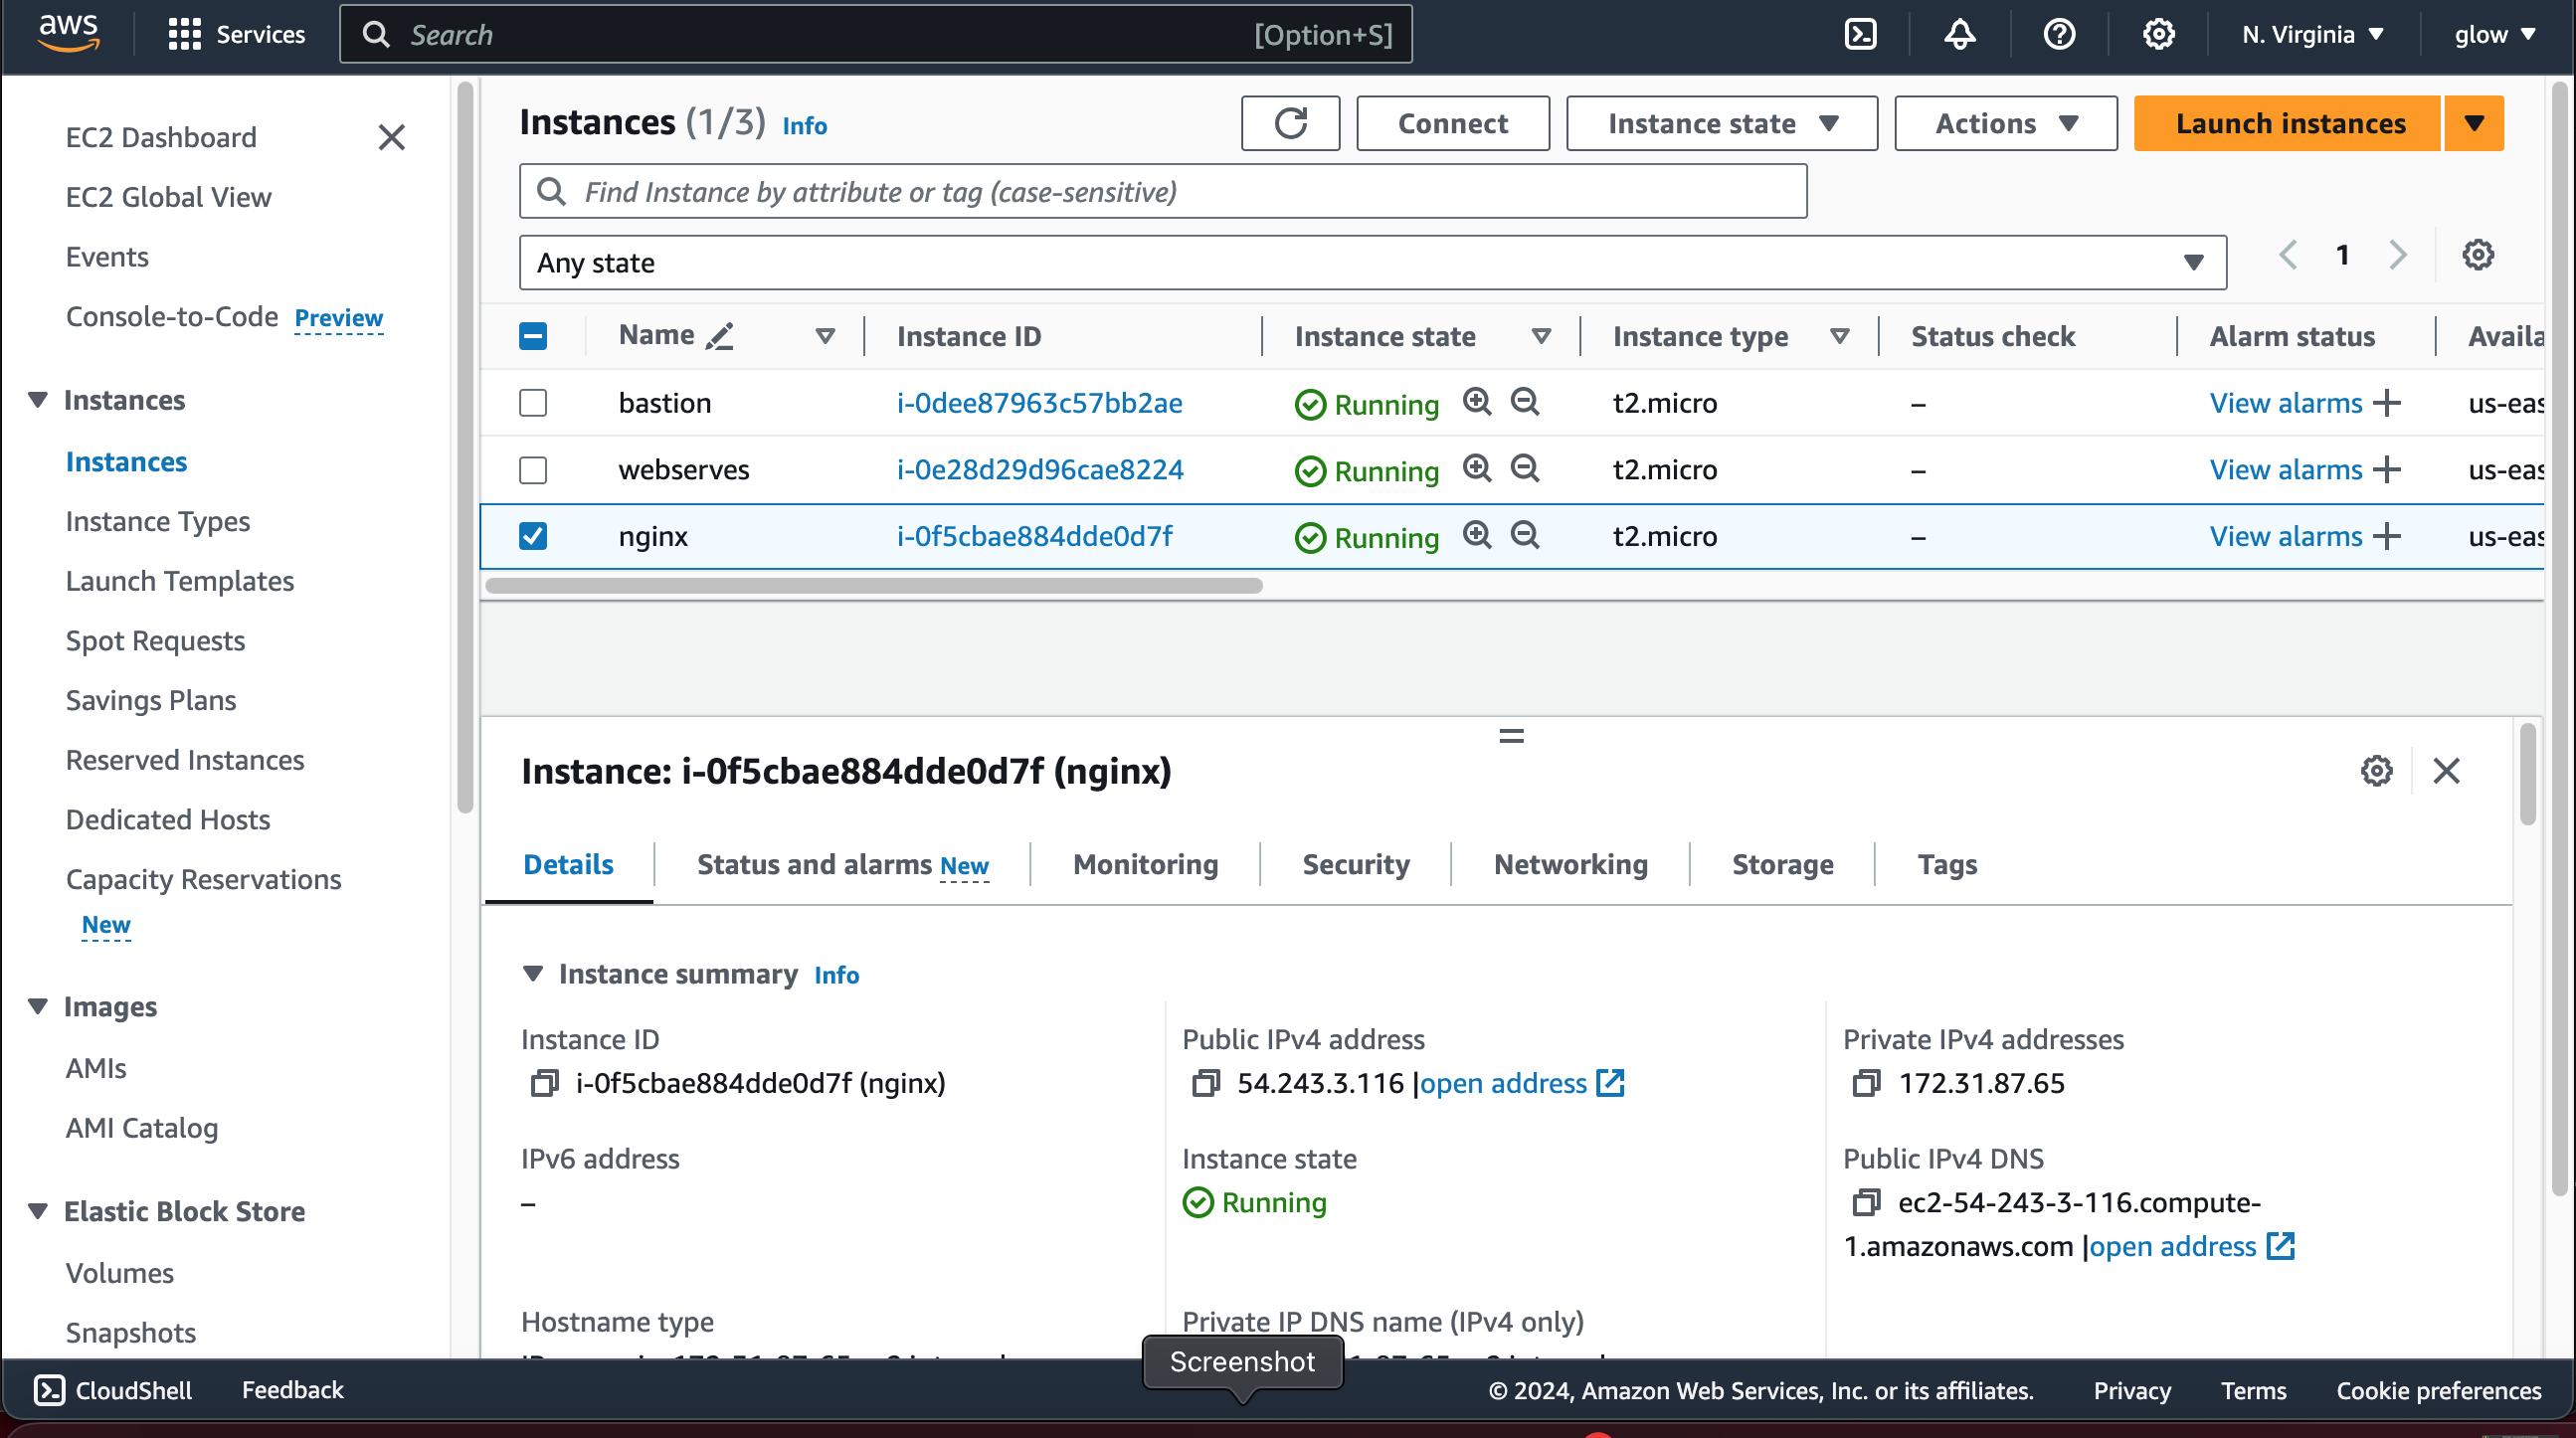 aws
Services
Search
[Option+S]
N. Virginia
glow
EC2 Dashboard
EC2 Global View
Events
Console-to-Code Preview
Instances
Instances
Instance Types
Launch Templates
Spot Requests
Savings Plans
Reserved Instances
Dedicated Hosts
Capacity Reservations
New
Images
AMIs
AMI Catalog
Elastic Block Store
Volumes
Snapshots
Instances (1/3) Info
Connect
Instance state
Actions
Launch instances
Find Instance by attribute or tag (case-sensitive)
Any state
1
Name Instance ID Instance state Instance type Status check Alarm status Availa
bastion i-0dee87963c57bb2ae Running t2.micro – View alarms us-eas
webserves i-0e28d29d96cae8224 Running t2.micro – View alarms us-eas
nginx i-0f5cbae884dde0d7f Running t2.micro – View alarms us-eas
Instance: i-0f5cbae884dde0d7f (nginx)
Details Status and alarms New Monitoring Security Networking Storage Tags
Instance summary Info
Instance ID
i-0f5cbae884dde0d7f (nginx)
Public IPv4 address
54.243.3.116 |open address
Private IPv4 addresses
172.31.87.65
IPv6 address
–
Instance state
Running
Public IPv4 DNS
ec2-54-243-3-116.compute-
1.amazonaws.com |open address
Hostname type
Private IP DNS name (IPv4 only)
Screenshot
CloudShell
Feedback
© 2024, Amazon Web Services, Inc. or its affiliates.
Privacy
Terms
Cookie preferences